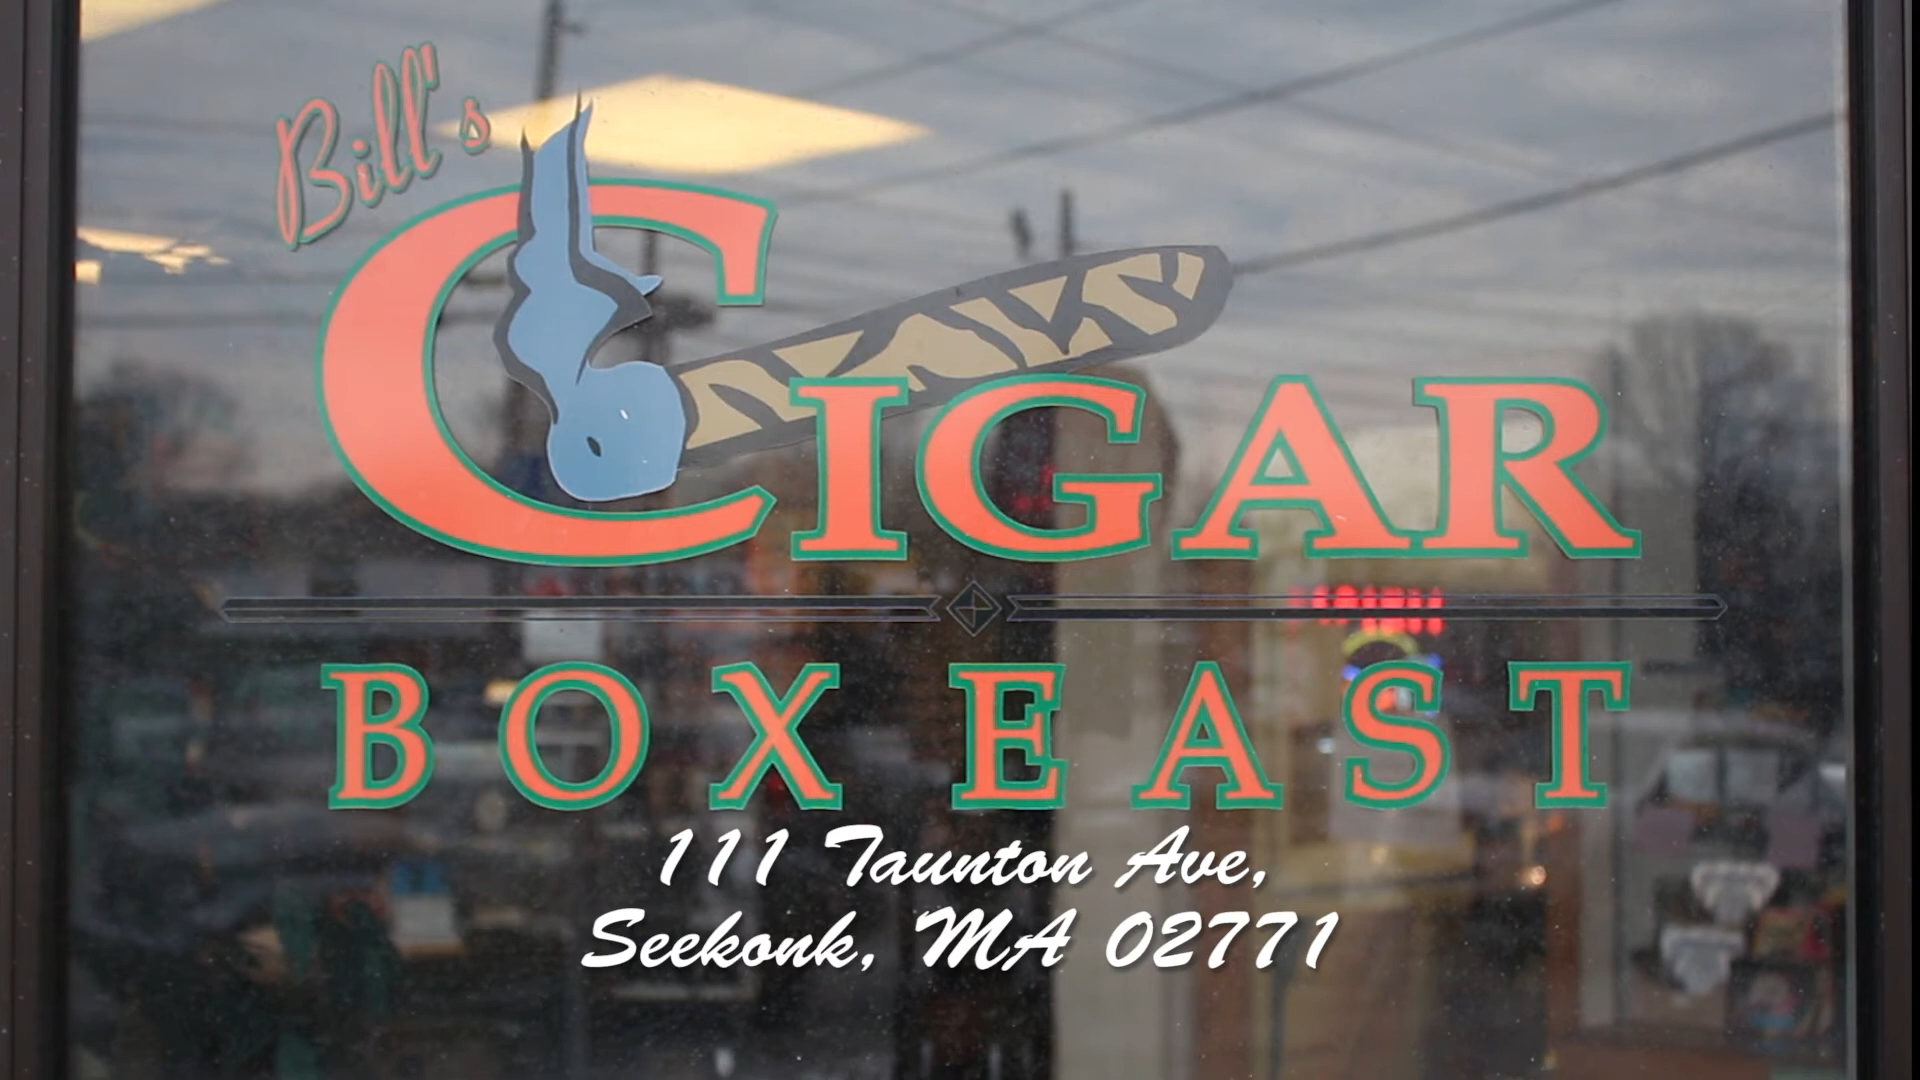 Bill's
CIGAR
BOX EAST
111 Taunton Ave,
Seekonk, MA 02771